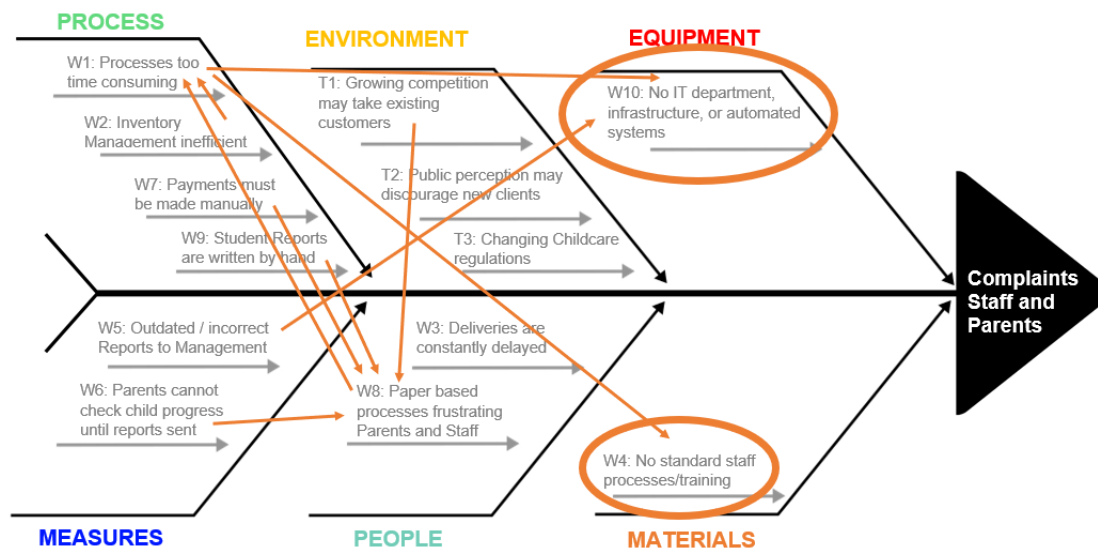 PROCESS
W1: Processes too
time consuming
W2: Inventory
Management inefficient
W7: Payments must
be made manually
W9: Student Reports
are written by hand
ENVIRONMENT
T1: Growing competition
may take existing
customers
T2: Public perception may
discourage new clients
T3: Changing Childcare
regulations
EQUIPMENT
W10: No IT department,
infrastructure, or automated
systems
Complaints
Staff and
Parents
W5: Outdated / incorrect
Reports to Management
W6: Parents cannot
check child progress
until reports sent
MEASURES
W3: Deliveries are
constantly delayed
W8: Paper based
processes frustrating
Parents and Staff
PEOPLE
W4: No standard staff
processes/training
MATERIALS